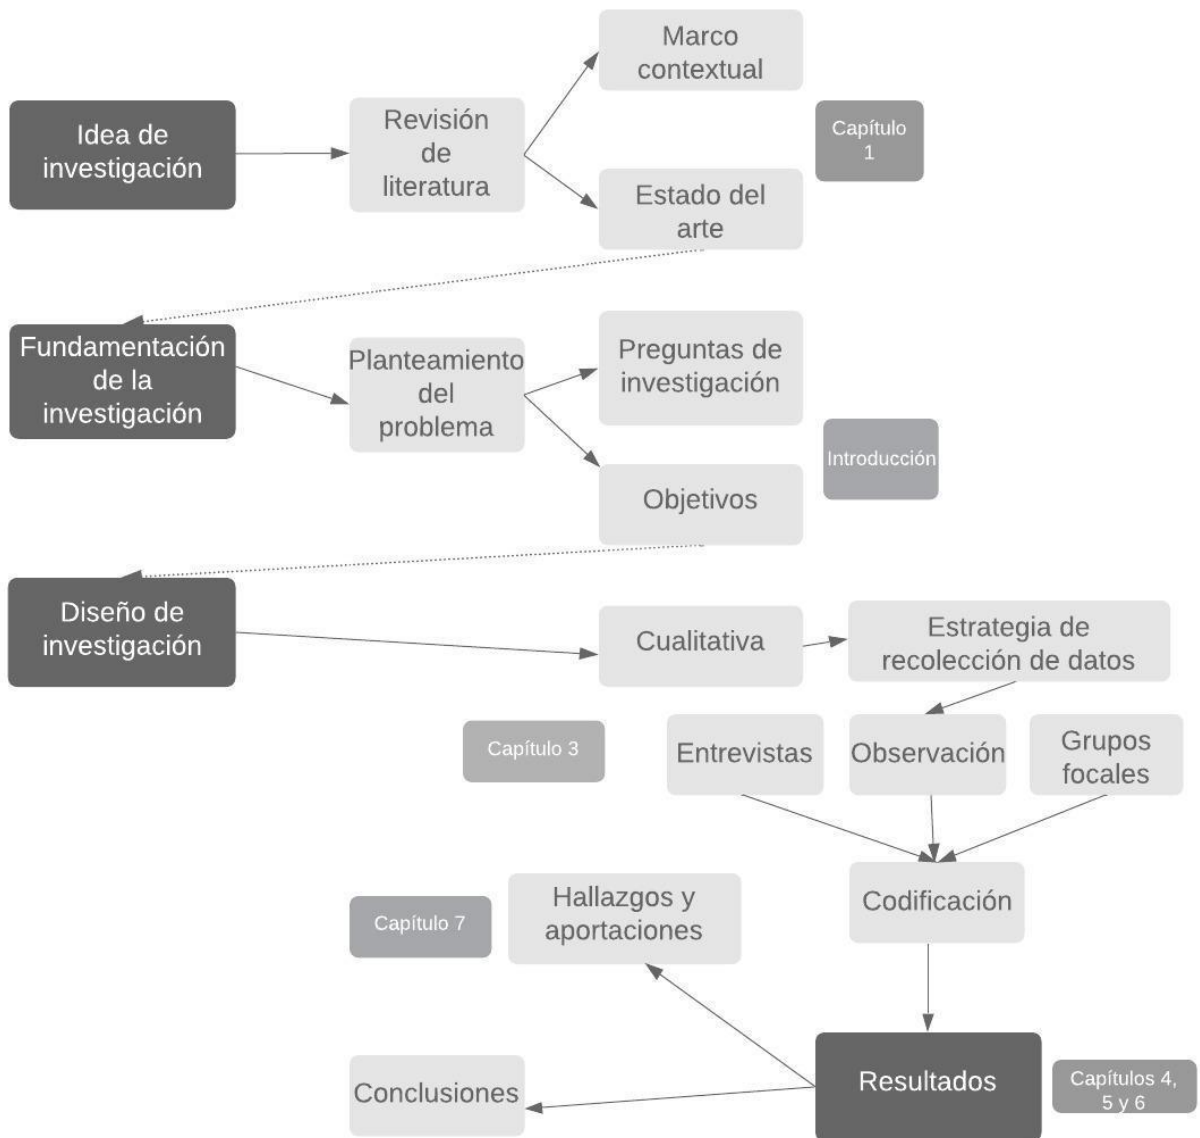 Marco
contextual
Idea de
investigación
Revisión
de
literatura
Capítulo
1
Estado del
arte
Fundamentación
de la
investigación
Planteamiento
del
problema
Preguntas de
investigación
Introducción
Objetivos
Diseño de
investigación
Cualitativa
Estrategia de
recolección de datos
Capítulo 3
Entrevistas
Observación
Grupos
focales
Codificación
Capítulo 7
Hallazgos y
aportaciones
Conclusiones
Resultados
Capítulos 4,
5 y 6